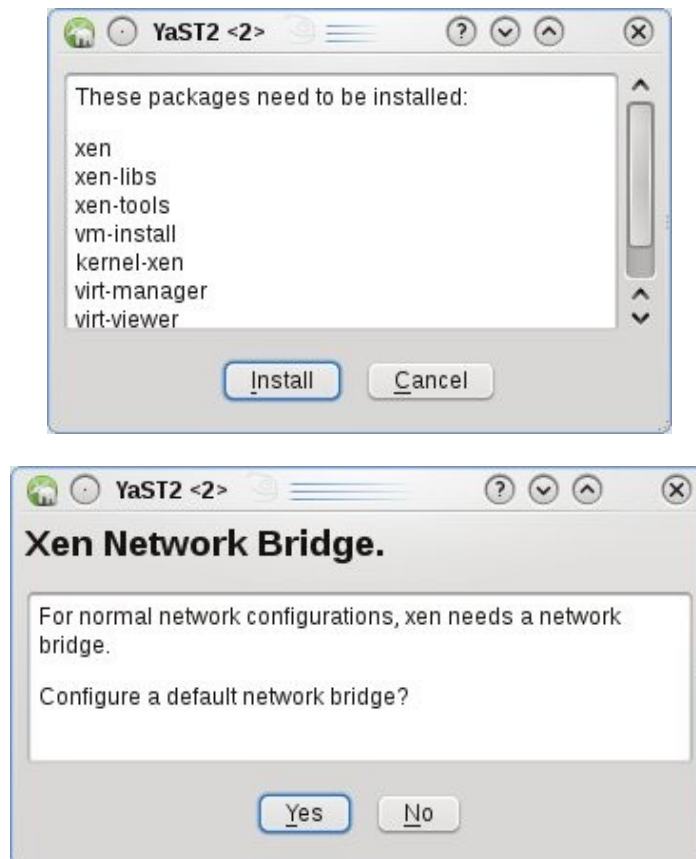 YaST2 <2>
These packages need to be installed:
xen
xen-libs
xen-tools
vm-install
kernel-xen
virt-manager
virt-viewer
Install
Cancel
YaST2 <2>
Xen Network Bridge.
For normal network configurations, xen needs a network
bridge.
Configure a default network bridge?
Yes
No